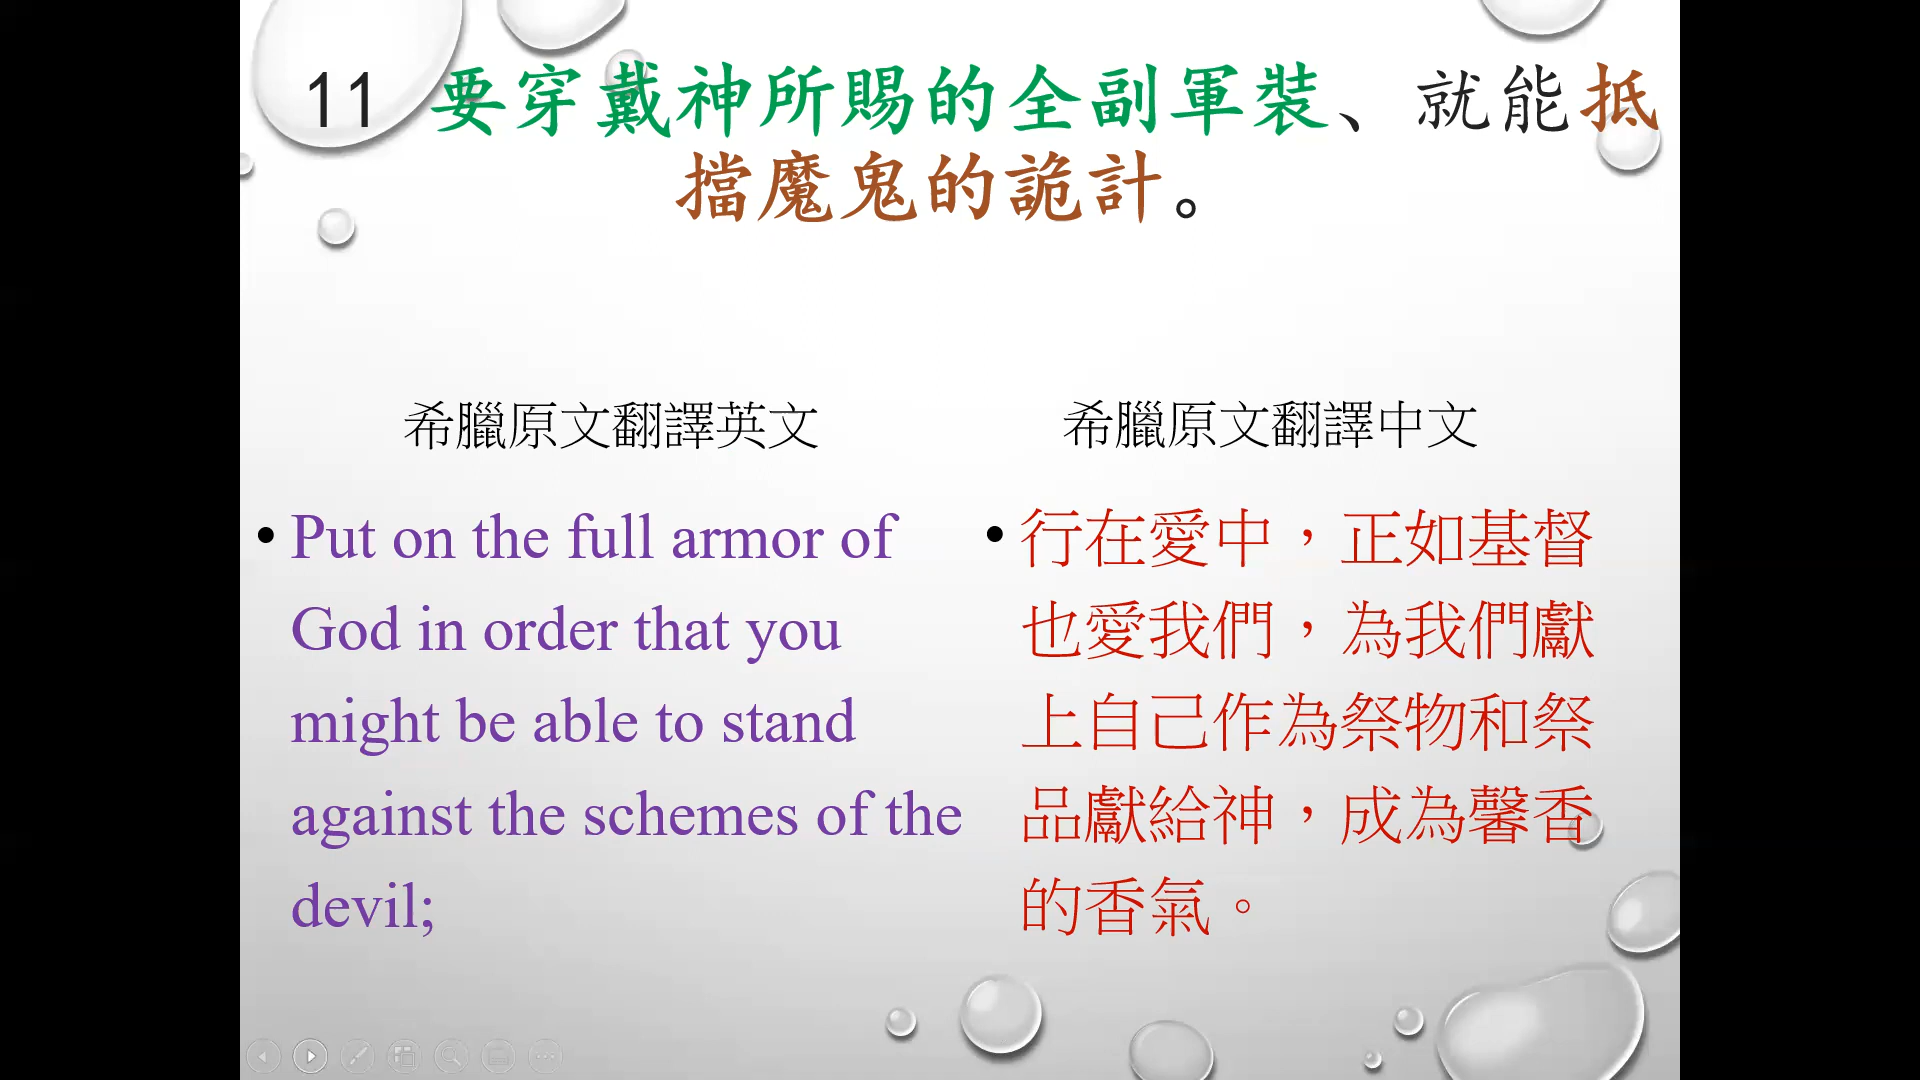 11 要穿戴神所賜的全副軍裝、就能抵
擋魔鬼的詭計。
希臘原文翻譯英文
• Put on the full armor of
God in order that you
might be able to stand
against the schemes of the
devil;
希臘原文翻譯中文
• 行在愛中，正如基督
也愛我們，為我們獻
上自己作為祭物和祭
品獻給神，成為馨香
的香氣。